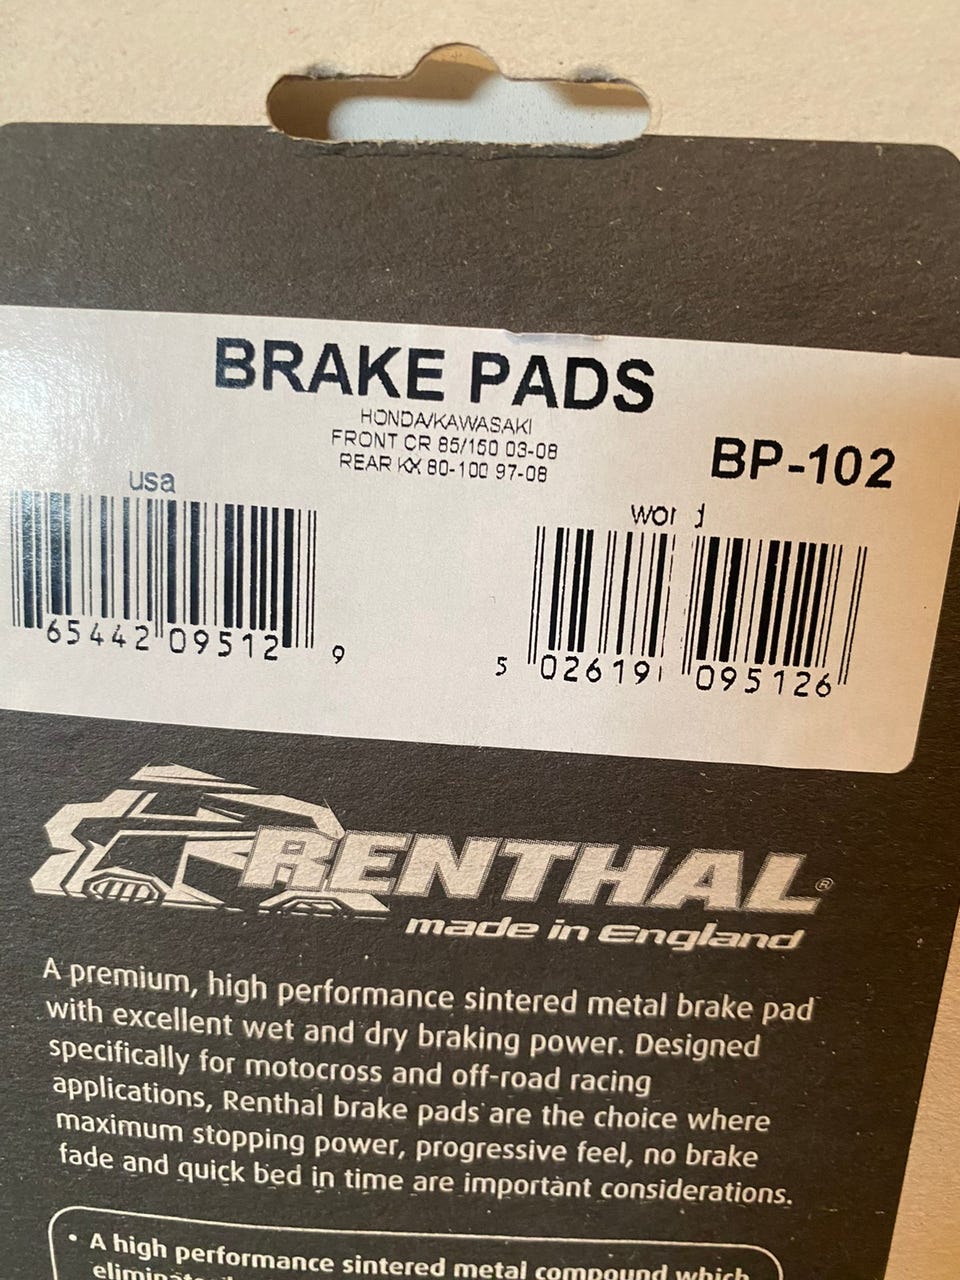 BRAKE PADS
HONDA/KAWASAKI
FRONT CR 85/150 03-08
REAR KX 80-100 97-08
BP-102
usa
65442 09512 9
wor d
5 026191 095126
RENTHAL®
made in England
A premium, high performance sintered metal brake pad
with excellent wet and dry braking power. Designed
specifically for motocross and off-road racing
applications, Renthal brake pads are the choice where
maximum stopping power, progressive feel, no brake
fade and quick bed in time are important considerations.
• A high performance sintered metal compound which